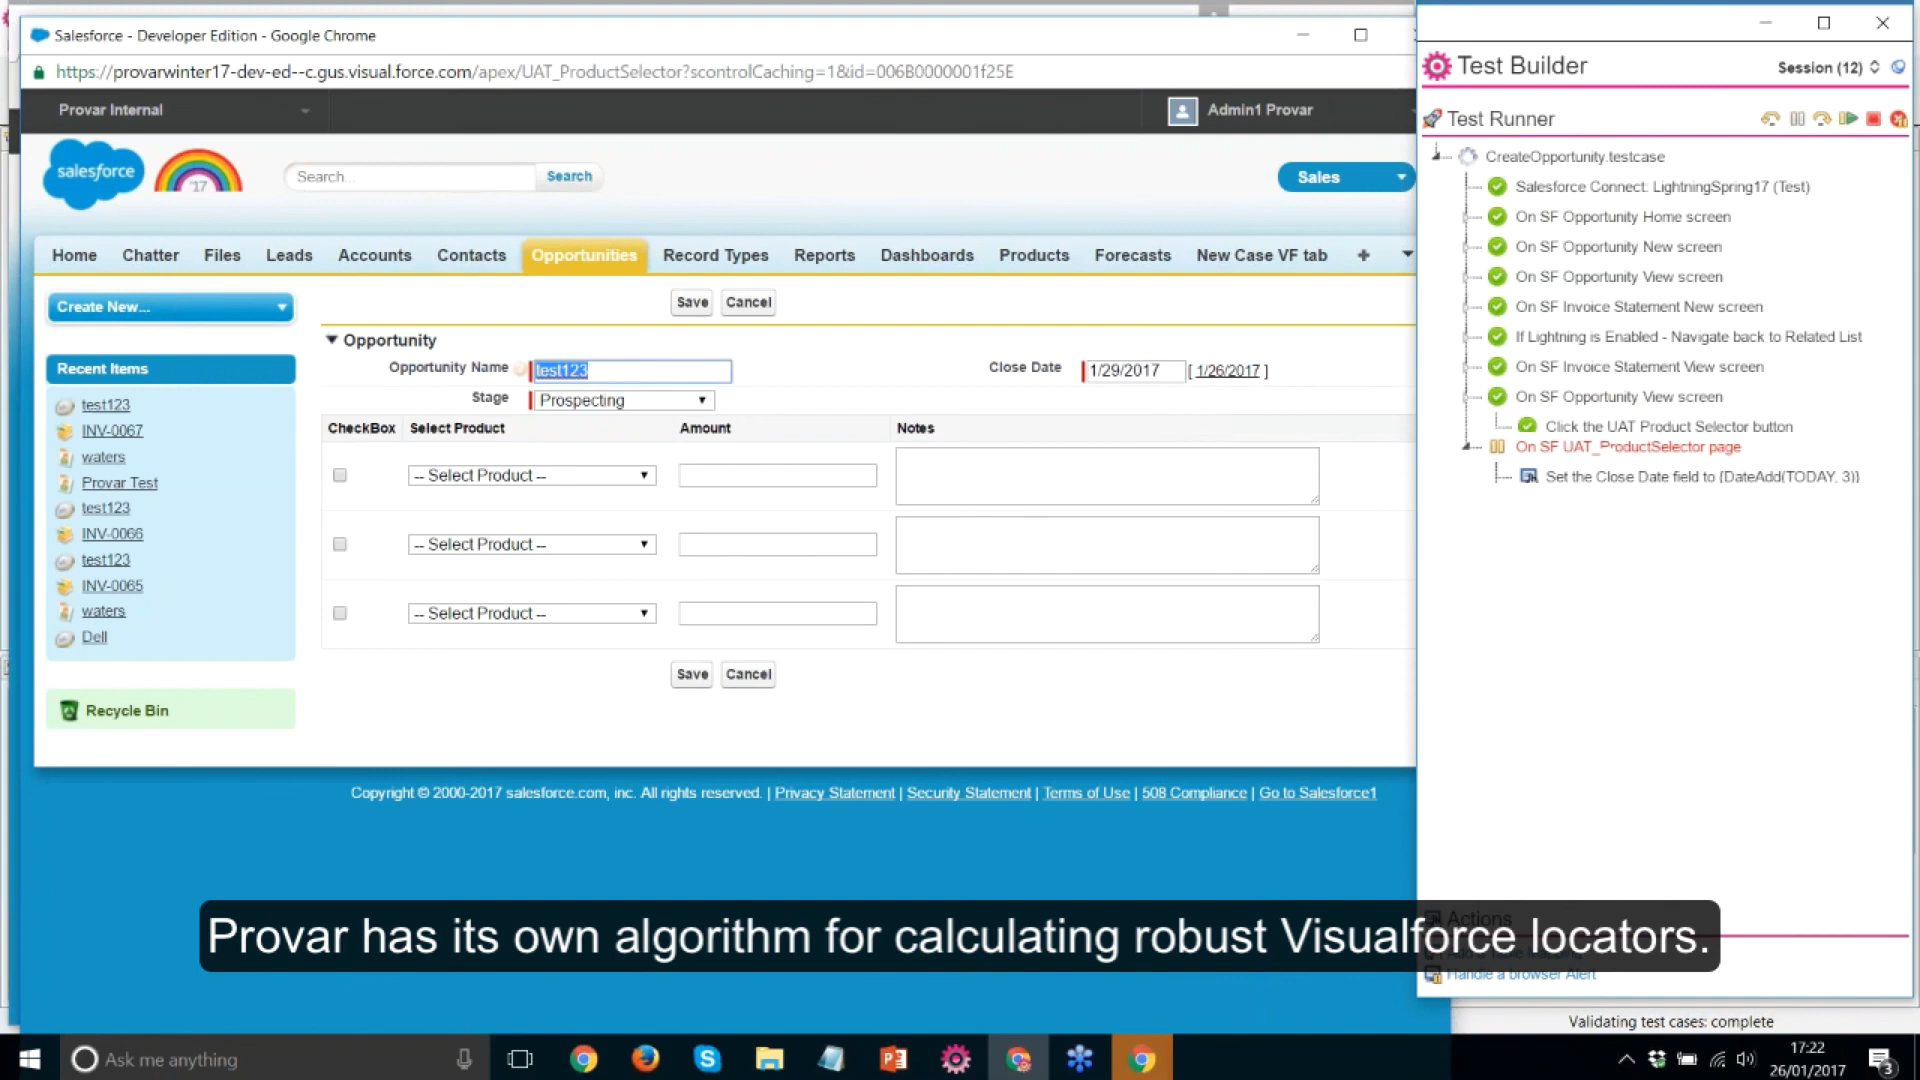 Salesforce - Developer Edition - Google Chrome
https://provarwinter17-dev-ed--c.gus.visual.force.com/apex/UAT_ProductSelector?scontrolCaching=1&id=006B0000001f25E
Provar Internal
Admin1 Provar
salesforce
'17
Search...
Search
Sales
Home Chatter Files Leads Accounts Contacts Opportunities Record Types Reports Dashboards Products Forecasts New Case VF tab +
Create New...
Recent Items
test123
INV-0067
waters
Provar Test
test123
INV-0066
test123
INV-0065
waters
Dell
Recycle Bin
Save Cancel
Opportunity
Opportunity Name test123 Close Date 1/29/2017 [ 1/26/2017 ]
Stage Prospecting
CheckBox Select Product Amount Notes
-- Select Product --
-- Select Product --
-- Select Product --
Save Cancel
Copyright © 2000-2017 salesforce.com, inc. All rights reserved. | Privacy Statement | Security Statement | Terms of Use | 508 Compliance | Go to Salesforce1
Test Builder
Session (12)
Test Runner
CreateOpportunity.testcase
Salesforce Connect: LightningSpring17 (Test)
On SF Opportunity Home screen
On SF Opportunity New screen
On SF Opportunity View screen
On SF Invoice Statement New screen
If Lightning is Enabled - Navigate back to Related List
On SF Invoice Statement View screen
On SF Opportunity View screen
Click the UAT Product Selector button
On SF UAT_ProductSelector page
Set the Close Date field to {DateAdd(TODAY, 3)}
Actions
Add a Table Mapping
Handle a browser Alert
Provar has its own algorithm for calculating robust Visualforce locators.
Validating test cases: complete
Ask me anything
17:22
26/01/2017
3